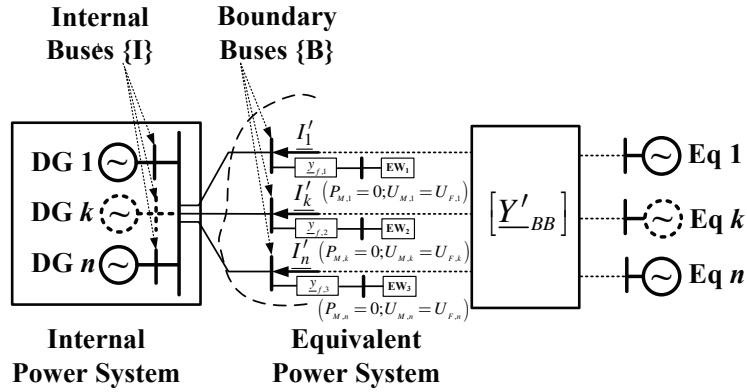 Internal
Buses {I}
Boundary
Buses {B}
DG 1
DG k
DG n
I'₁
y_f,1
EW₁
(P_M,1 = 0; U_M,1 = U_F,1)
I'_k
y_f,2
EW₂
(P_M,k = 0; U_M,k = U_F,k)
I'_n
y_f,3
EW₃
(P_M,n = 0; U_M,n = U_F,n)
[Y'_BB]
Eq 1
Eq k
Eq n
Internal
Power System
Equivalent
Power System